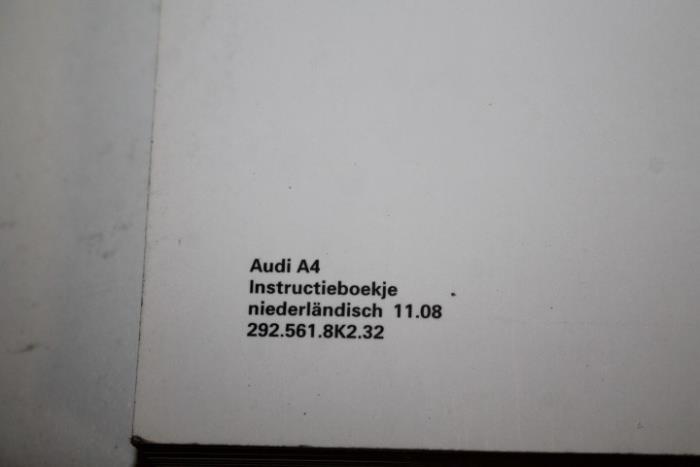 Audi A4
Instructieboekje
niederländisch 11.08
292.561.8K2.32